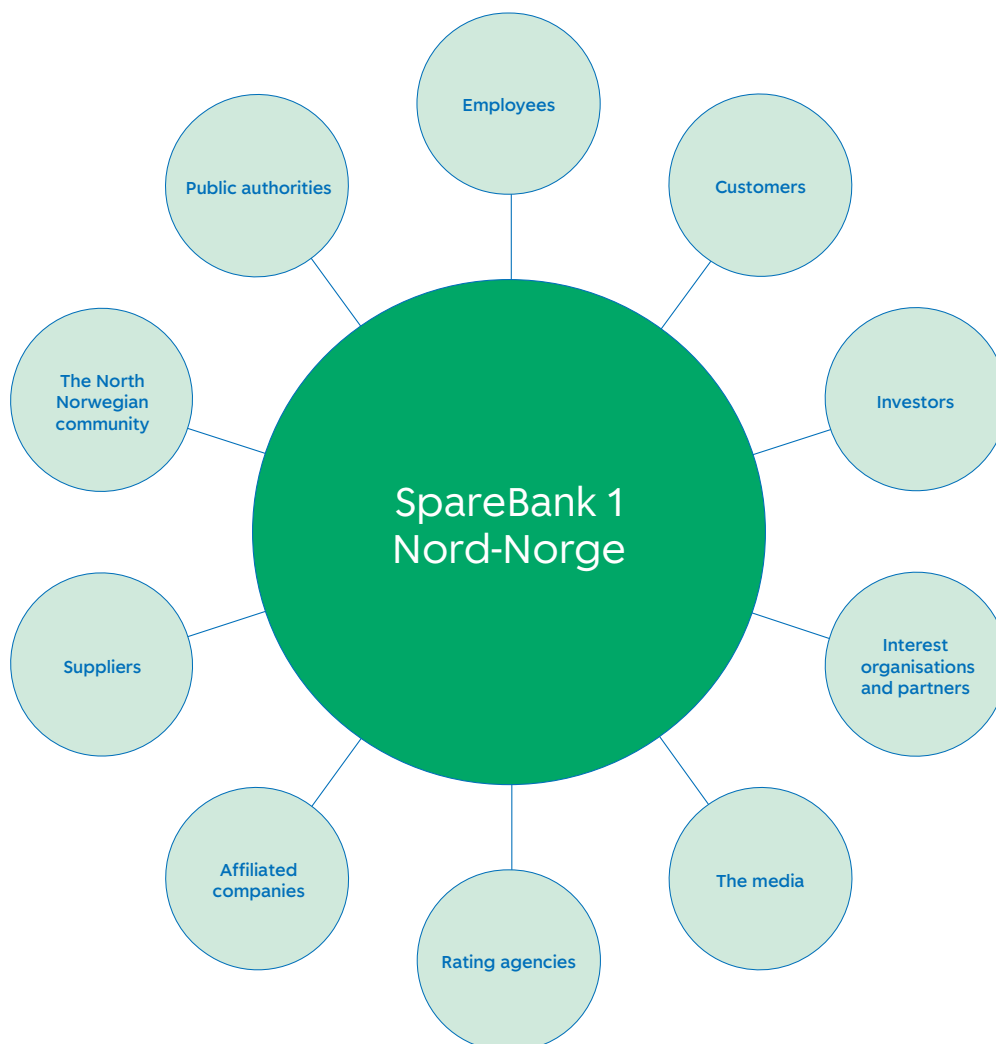 Employees
Public authorities
Customers
The North
Norwegian
community
Investors
SpareBank 1
Nord-Norge
Suppliers
Interest
organisations
and partners
Affiliated
companies
The media
Rating agencies